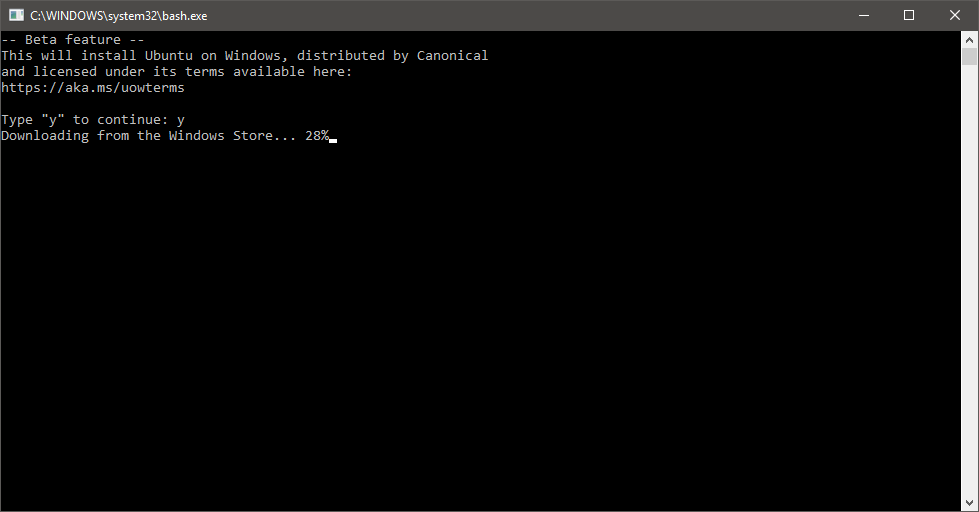 C:\WINDOWS\system32\bash.exe
-- Beta feature --
This will install Ubuntu on Windows, distributed by Canonical
and licensed under its terms available here:
https://aka.ms/uowterms
Type "y" to continue: y
Downloading from the Windows Store... 28%